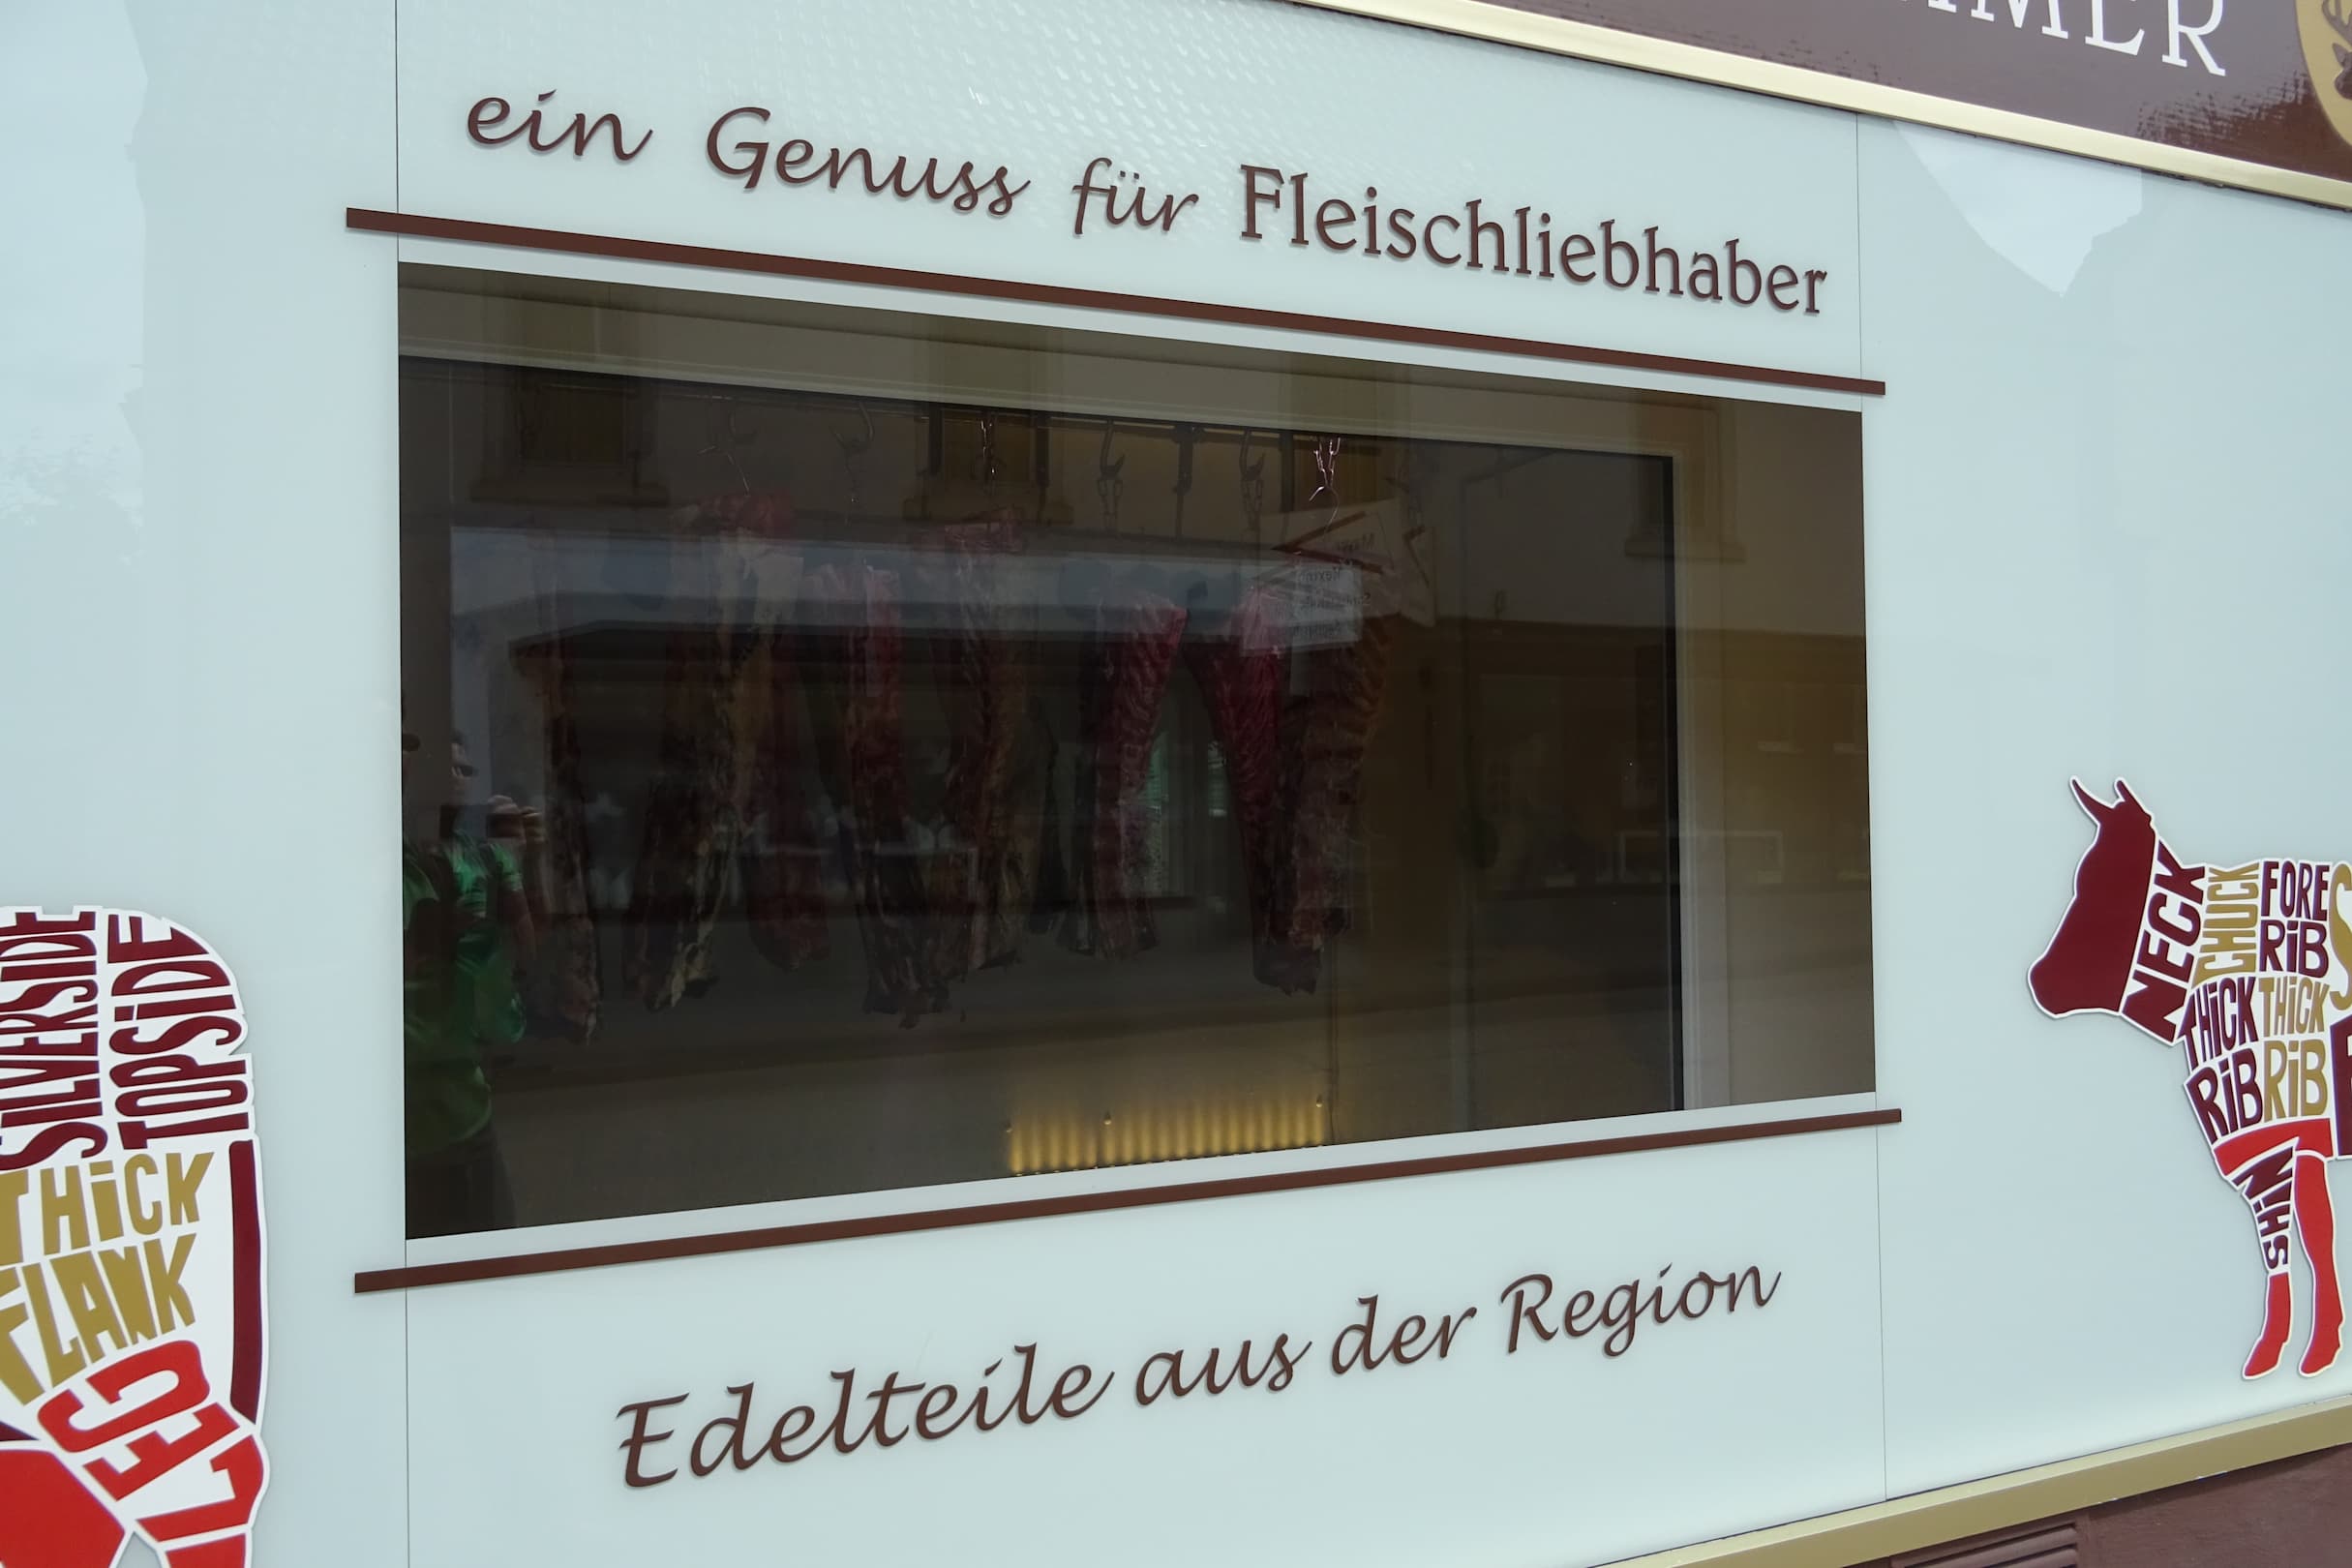 ein Genuss für Fleischliebhaber
Edelteile aus der Region
SILVERSIDE
TOPSIDE
THiCK
FLANK
LEG
NECK
CHUCK
FORE
RiB
THiCK
RiB
THiCK
RiB
SHiN